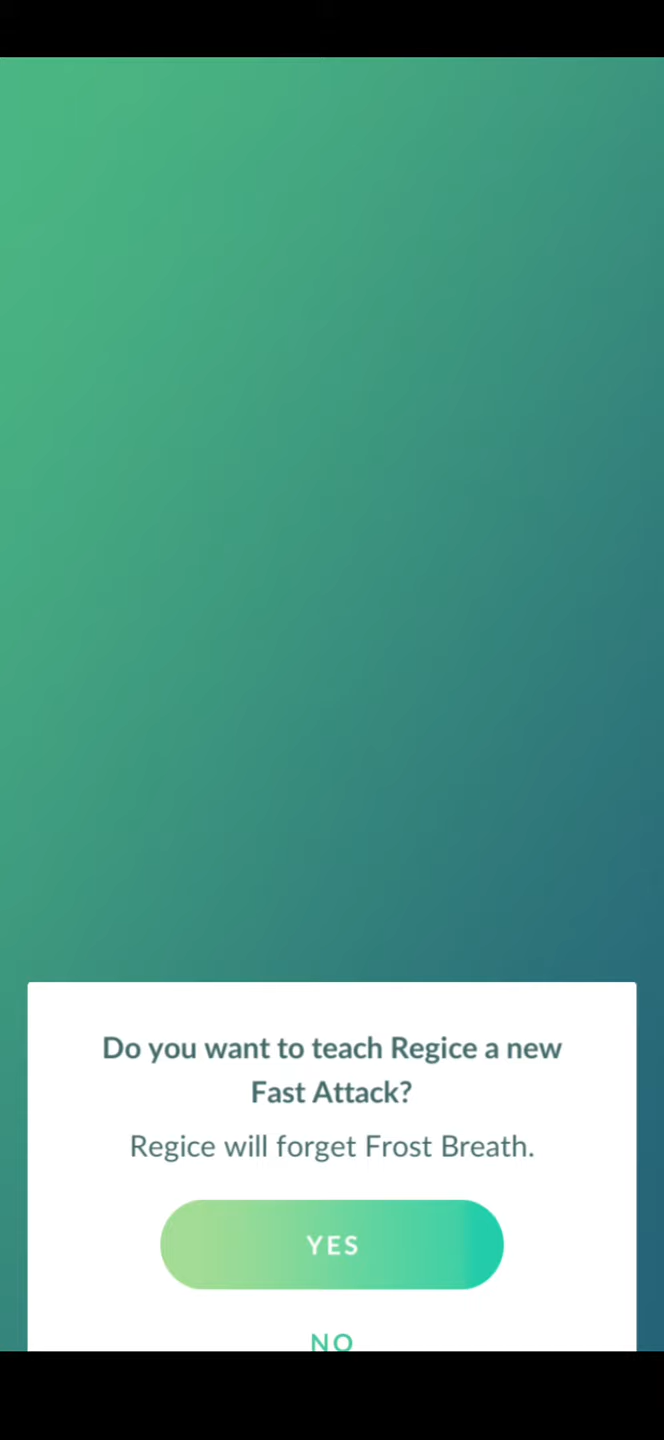 Do you want to teach Regice a new
Fast Attack?
Regice will forget Frost Breath.
YES
NO